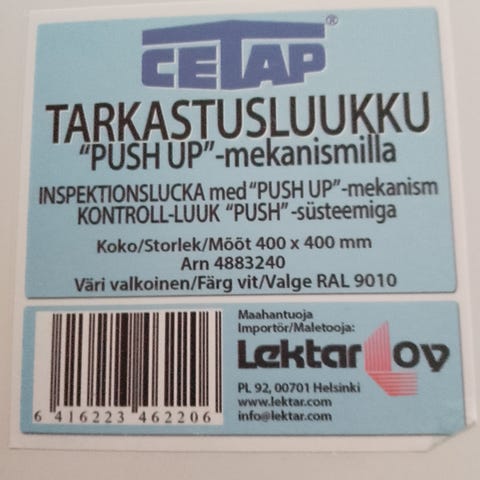 CETAP®
TARKASTUSLUUKKU
"PUSH UP"-mekanismilla
INSPEKTIONSLUCKA med "PUSH UP"-mekanism
KONTROLL-LUUK "PUSH" -süsteemiga
Koko/Storlek/Mõõt 400 x 400 mm
Arn 4883240
Väri valkoinen/Färg vit/Valge RAL 9010
6 416223 462206
Maahantuoja
Importör/Maletooja:
Lektar Oy
PL 92, 00701 Helsinki
www.lektar.com
info@lektar.com